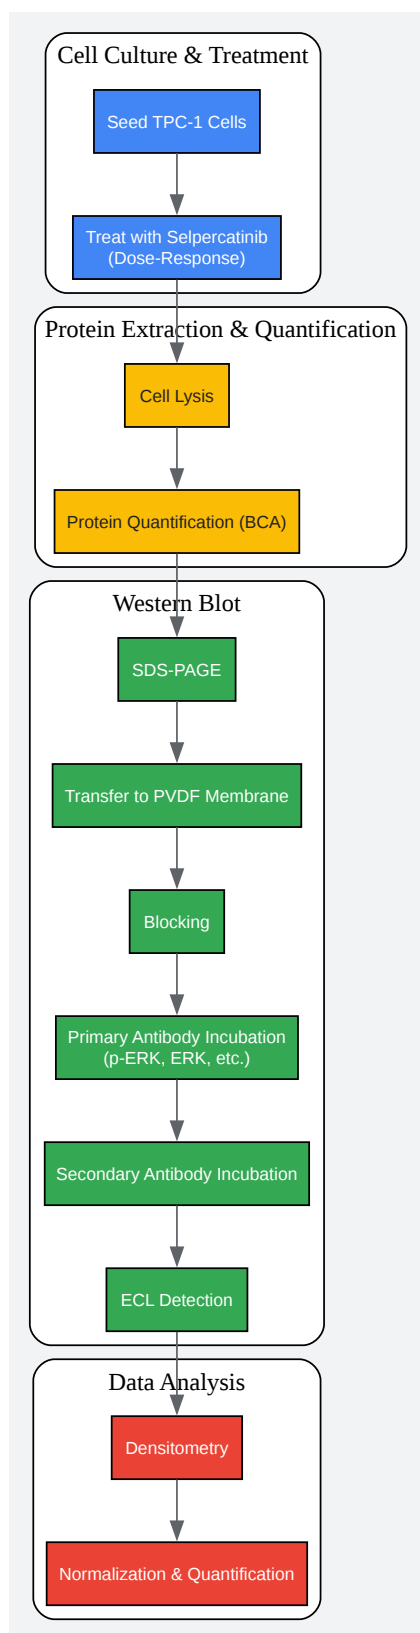 Cell Culture & Treatment
Seed TPC-1 Cells
Treat with Selpercatinib
(Dose-Response)
Protein Extraction & Quantification
Cell Lysis
Protein Quantification (BCA)
Western Blot
SDS-PAGE
Transfer to PVDF Membrane
Blocking
Primary Antibody Incubation
(p-ERK, ERK, etc.)
Secondary Antibody Incubation
ECL Detection
Data Analysis
Densitometry
Normalization & Quantification